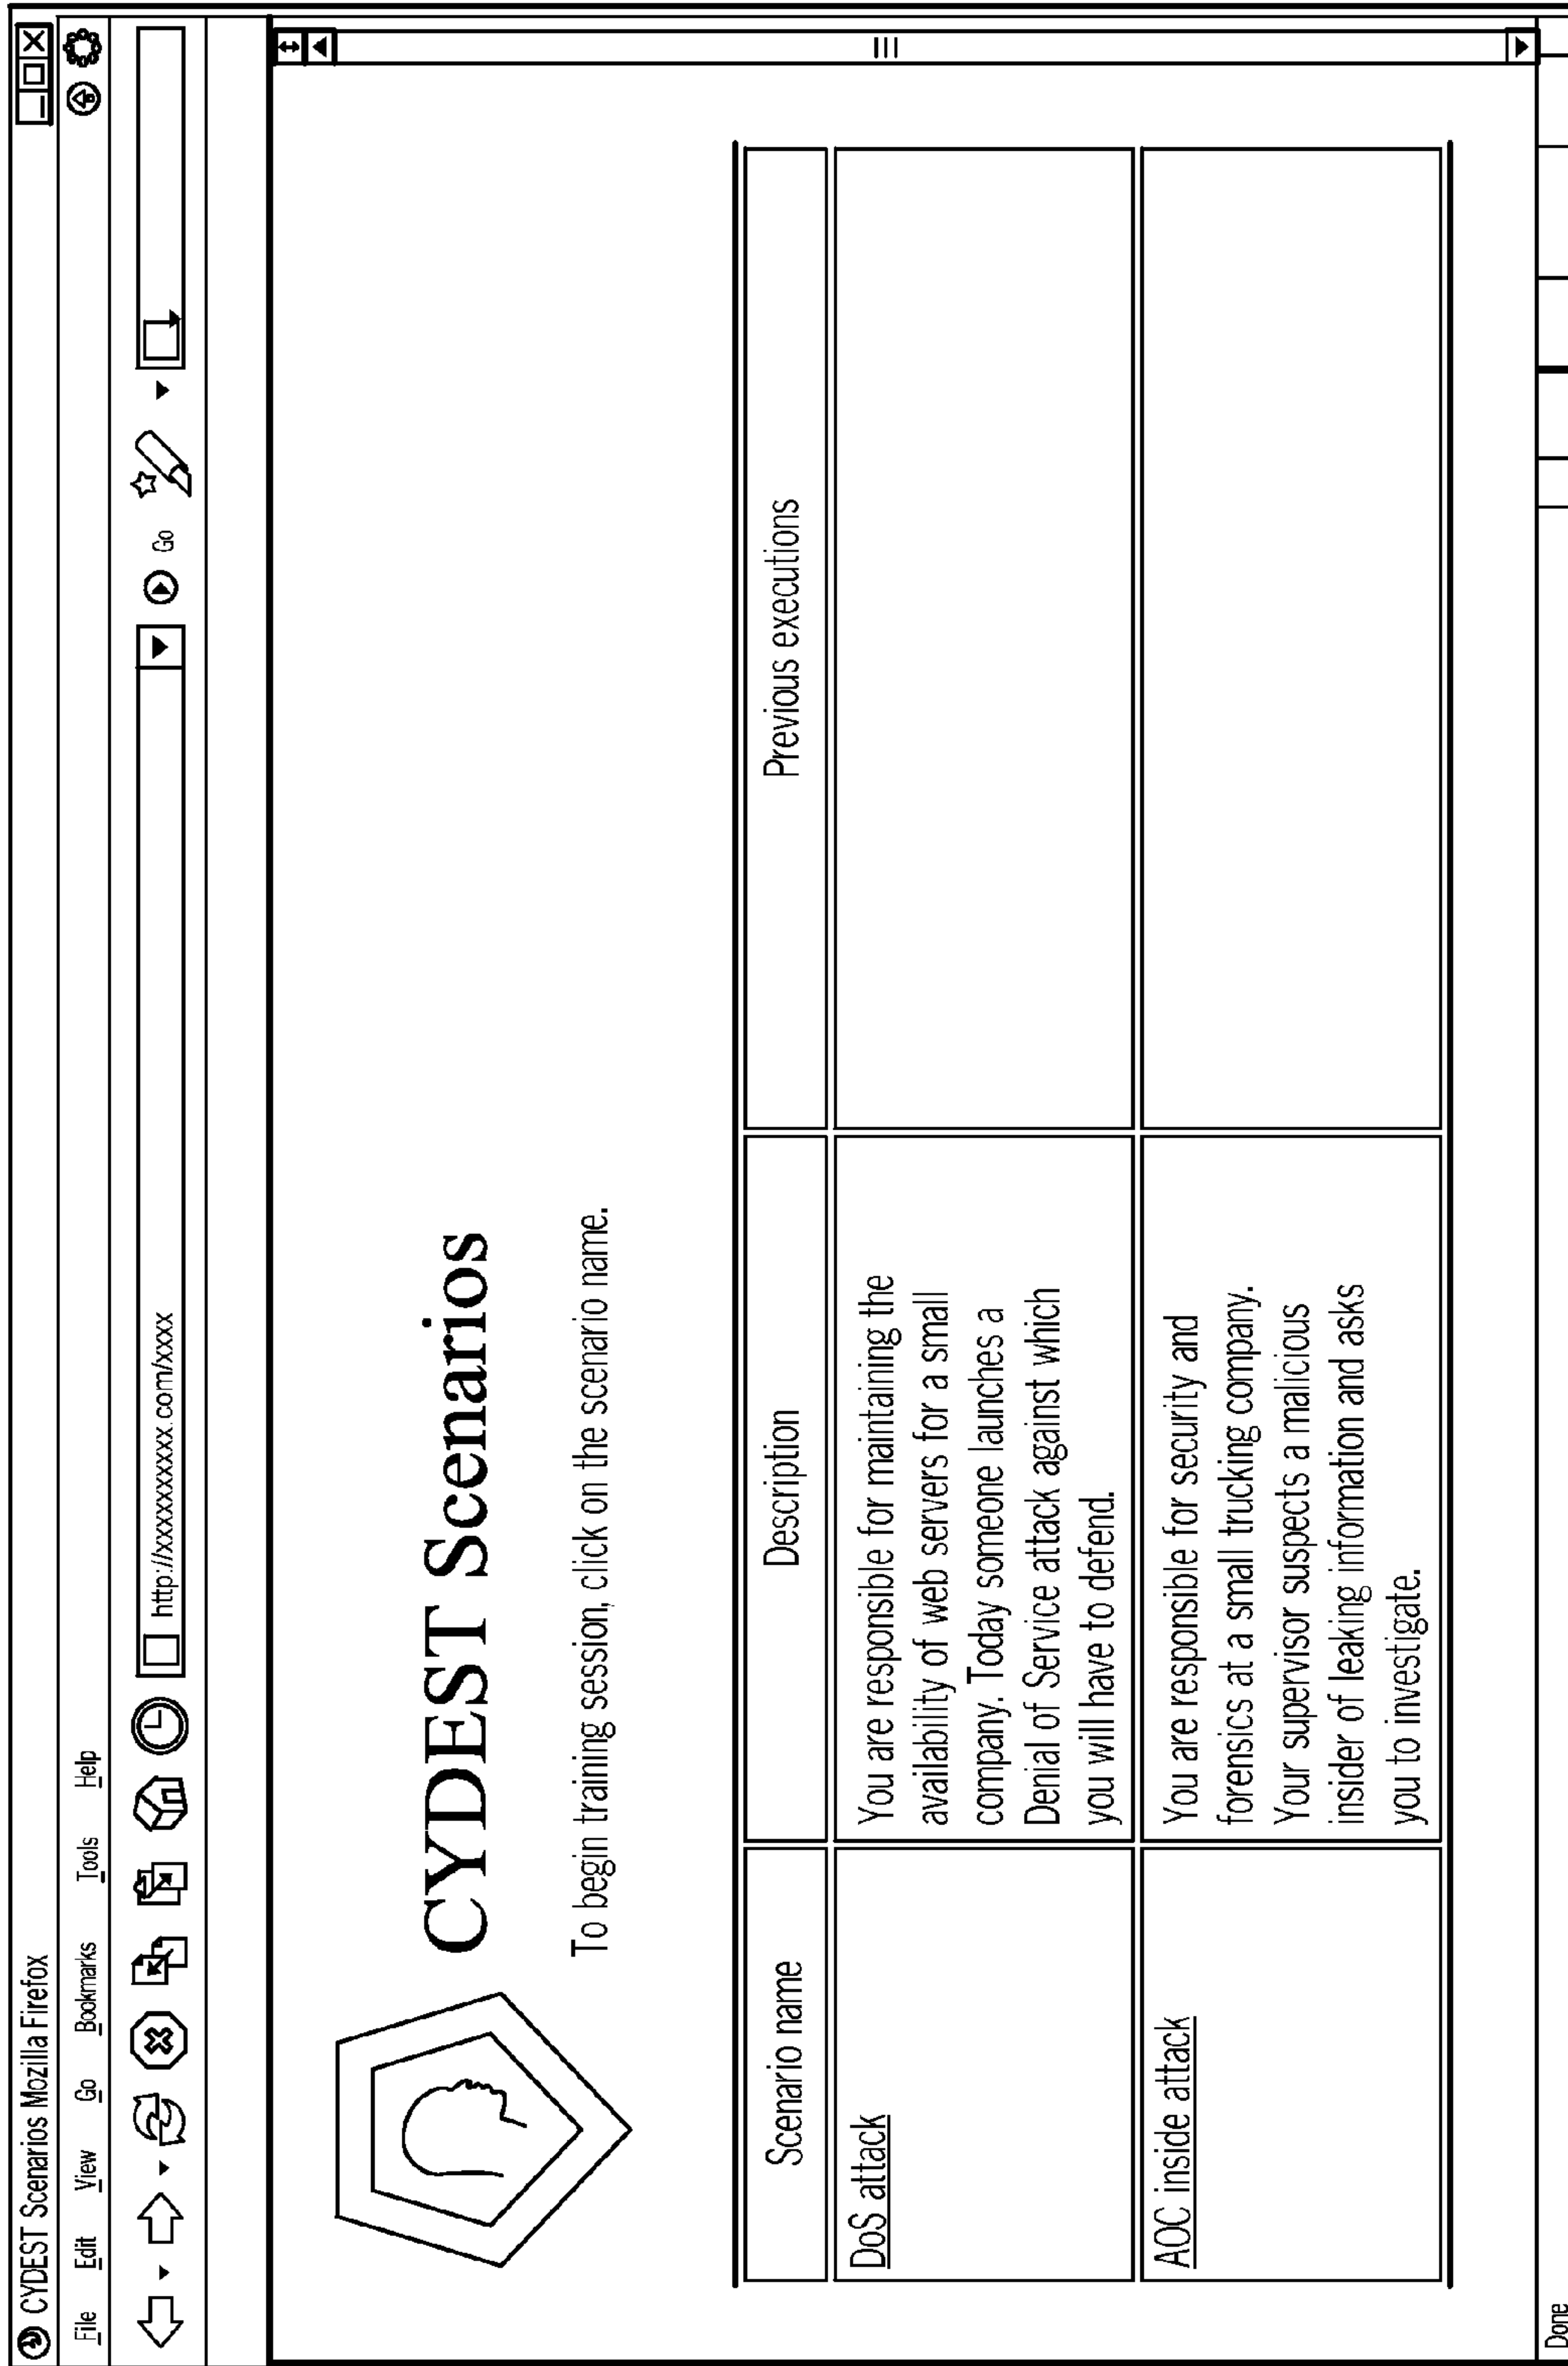 CYDEST Scenarios Mozilla Firefox
File Edit View Go Bookmarks Tools Help
http://xxxxxxxxxx.com/xxxx
Go
CYDEST Scenarios
To begin training session, click on the scenario name.
Scenario name
Description
Previous executions
DoS attack
You are responsible for maintaining the
availability of web servers for a small
company. Today someone launches a
Denial of Service attack against which
you will have to defend.
AOC inside attack
You are responsible for security and
forensics at a small trucking company.
Your supervisor suspects a malicious
insider of leaking information and asks
you to investigate.
Done